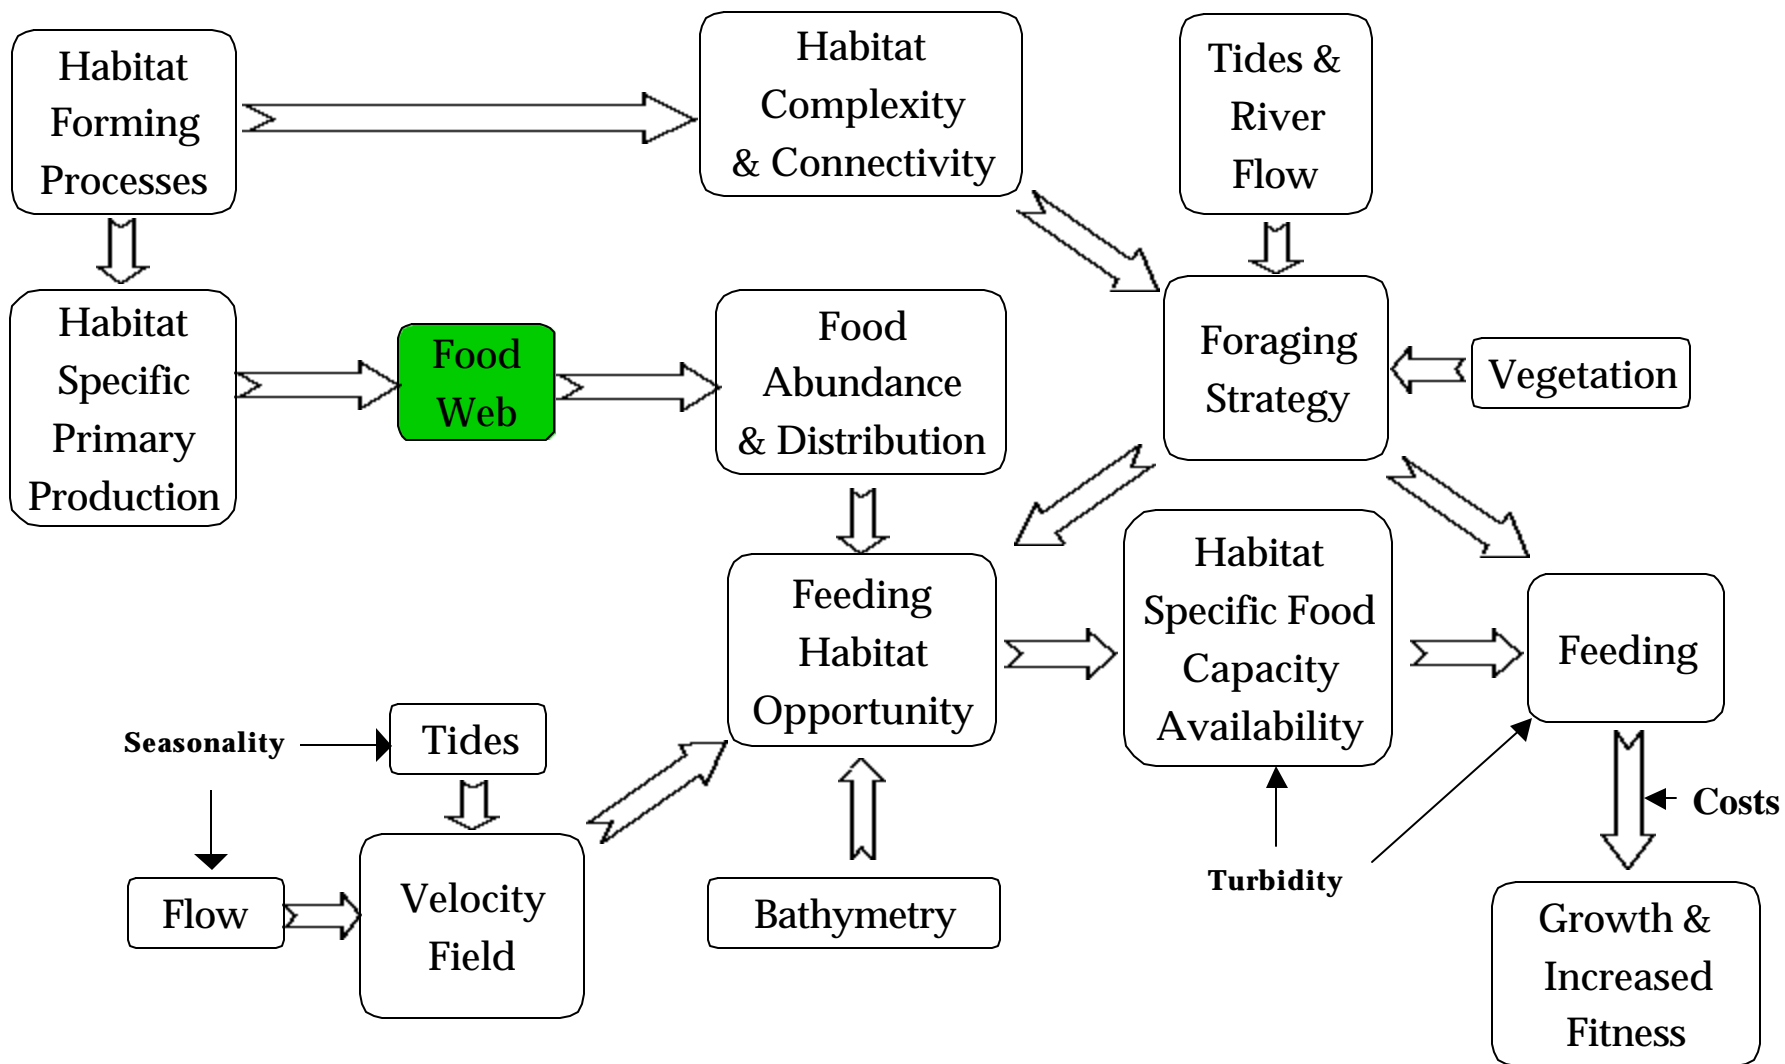 Habitat
Forming
Processes
Habitat
Complexity
& Connectivity
Tides &
River
Flow
Habitat
Specific
Primary
Production
Food
Web
Food
Abundance
& Distribution
Foraging
Strategy
Vegetation
Feeding
Habitat
Opportunity
Habitat
Specific Food
Capacity
Availability
Feeding
Seasonality
Tides
Flow
Velocity
Field
Bathymetry
Turbidity
Costs
Growth &
Increased
Fitness